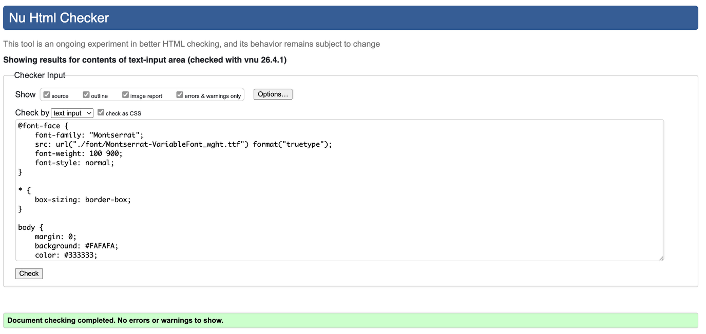 Nu Html Checker
This tool is an ongoing experiment in better HTML checking, and its behavior remains subject to change
Showing results for contents of text-input area (checked with vnu 26.4.1)
Checker Input
Show source outline image report errors & warnings only Options...
Check by text input check as CSS
@font-face {
    font-family: "Montserrat";
    src: url("./font/Montserrat-VariableFont_wght.ttf") format("truetype");
    font-weight: 100 900;
    font-style: normal;
}
* {
    box-sizing: border-box;
}
body {
    margin: 0;
    background: #FAFAFA;
    color: #333333;
Check
Document checking completed. No errors or warnings to show.